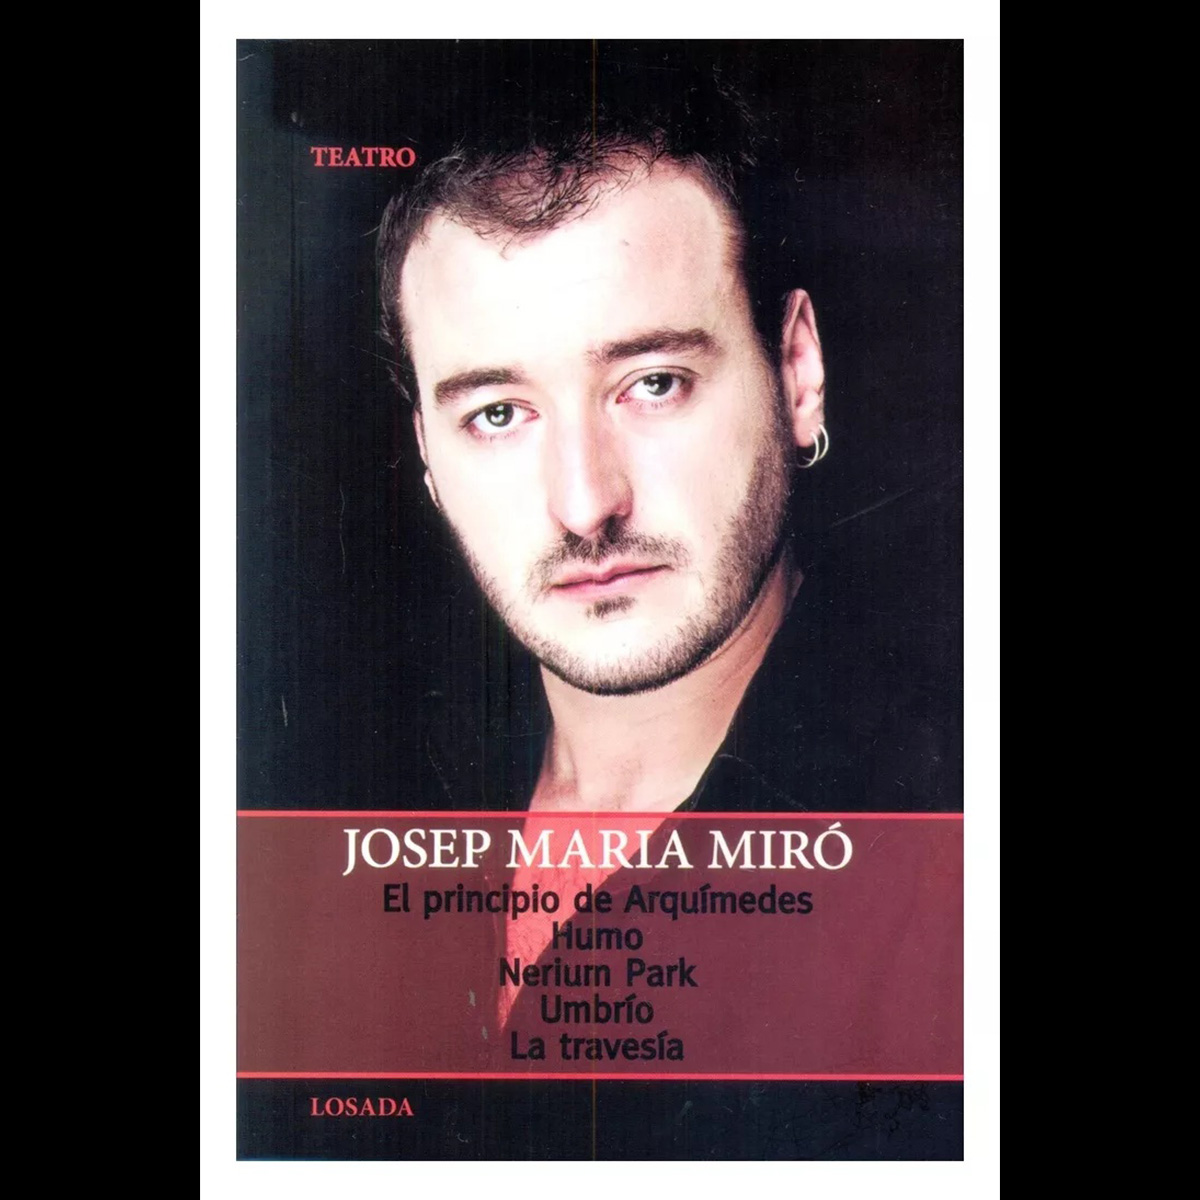 TEATRO
JOSEP MARIA MIRÓ
El principio de Arquímedes
Humo
Nerium Park
Umbrío
La travesía
LOSADA